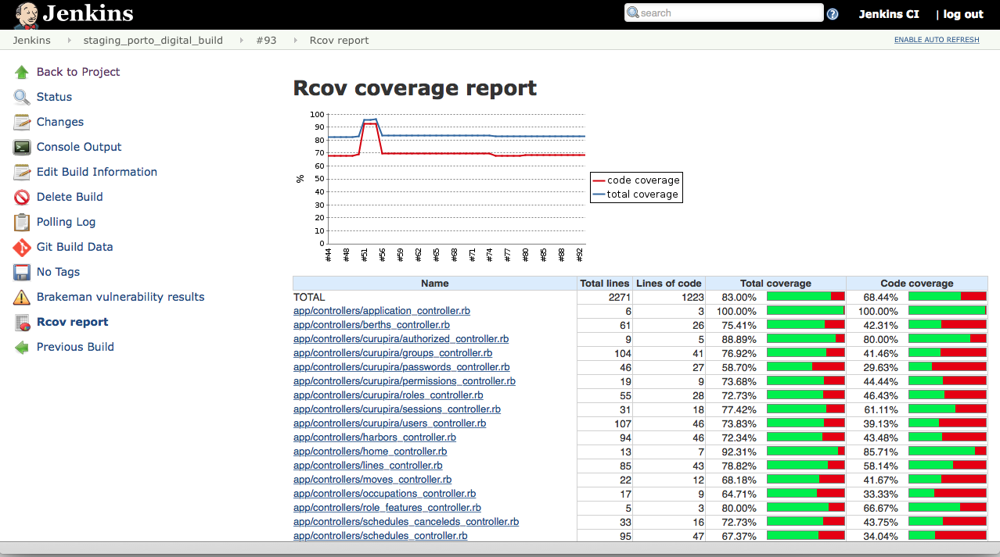 Jenkins
search
?
Jenkins CI | log out
Jenkins staging_porto_digital_build #93 Rcov report
ENABLE AUTO REFRESH
Back to Project
Status
Changes
Console Output
Edit Build Information
Delete Build
Polling Log
Git Build Data
No Tags
Brakeman vulnerability results
Rcov report
Previous Build
Rcov coverage report
100
90
80
70
60
50
40
30
20
10
0
%
#44 #48 #51 #56 #59 #62 #65 #68 #71 #74 #77 #80 #85 #88 #92
code coverage
total coverage
Name Total lines Lines of code Total coverage Code coverage
TOTAL 2271 1223 83.00% 68.44%
app/controllers/application_controller.rb 6 3 100.00% 100.00%
app/controllers/berths_controller.rb 61 26 75.41% 42.31%
app/controllers/curupira/authorized_controller.rb 9 5 88.89% 80.00%
app/controllers/curupira/groups_controller.rb 104 41 76.92% 41.46%
app/controllers/curupira/passwords_controller.rb 46 27 58.70% 29.63%
app/controllers/curupira/permissions_controller.rb 19 9 73.68% 44.44%
app/controllers/curupira/roles_controller.rb 55 28 72.73% 46.43%
app/controllers/curupira/sessions_controller.rb 31 18 77.42% 61.11%
app/controllers/curupira/users_controller.rb 107 46 73.83% 39.13%
app/controllers/harbors_controller.rb 94 46 72.34% 43.48%
app/controllers/home_controller.rb 13 7 92.31% 85.71%
app/controllers/lines_controller.rb 85 43 78.82% 58.14%
app/controllers/moves_controller.rb 22 12 68.18% 41.67%
app/controllers/occupations_controller.rb 17 9 64.71% 33.33%
app/controllers/role_features_controller.rb 5 3 80.00% 66.67%
app/controllers/schedules_canceleds_controller.rb 33 16 72.73% 43.75%
app/controllers/schedules_controller.rb 95 47 67.37% 34.04%